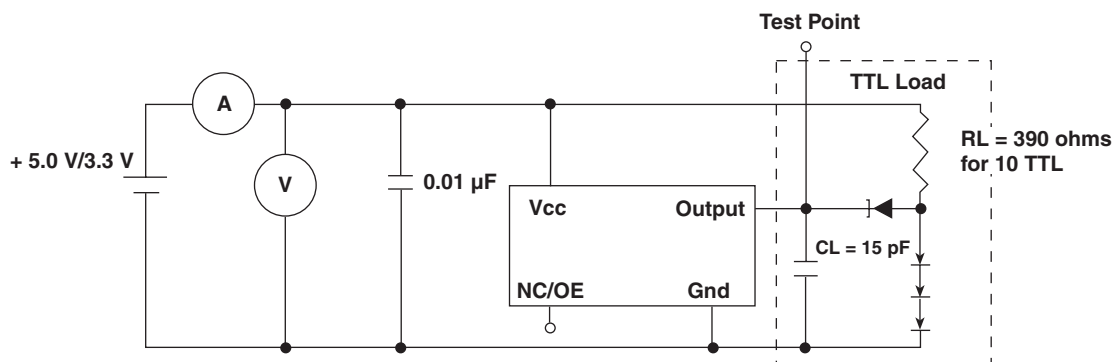 Test Point
TTL Load
A
RL = 390 ohms
for 10 TTL
+ 5.0 V/3.3 V
V
0.01 µF
Vcc
Output
CL = 15 pF
NC/OE
Gnd